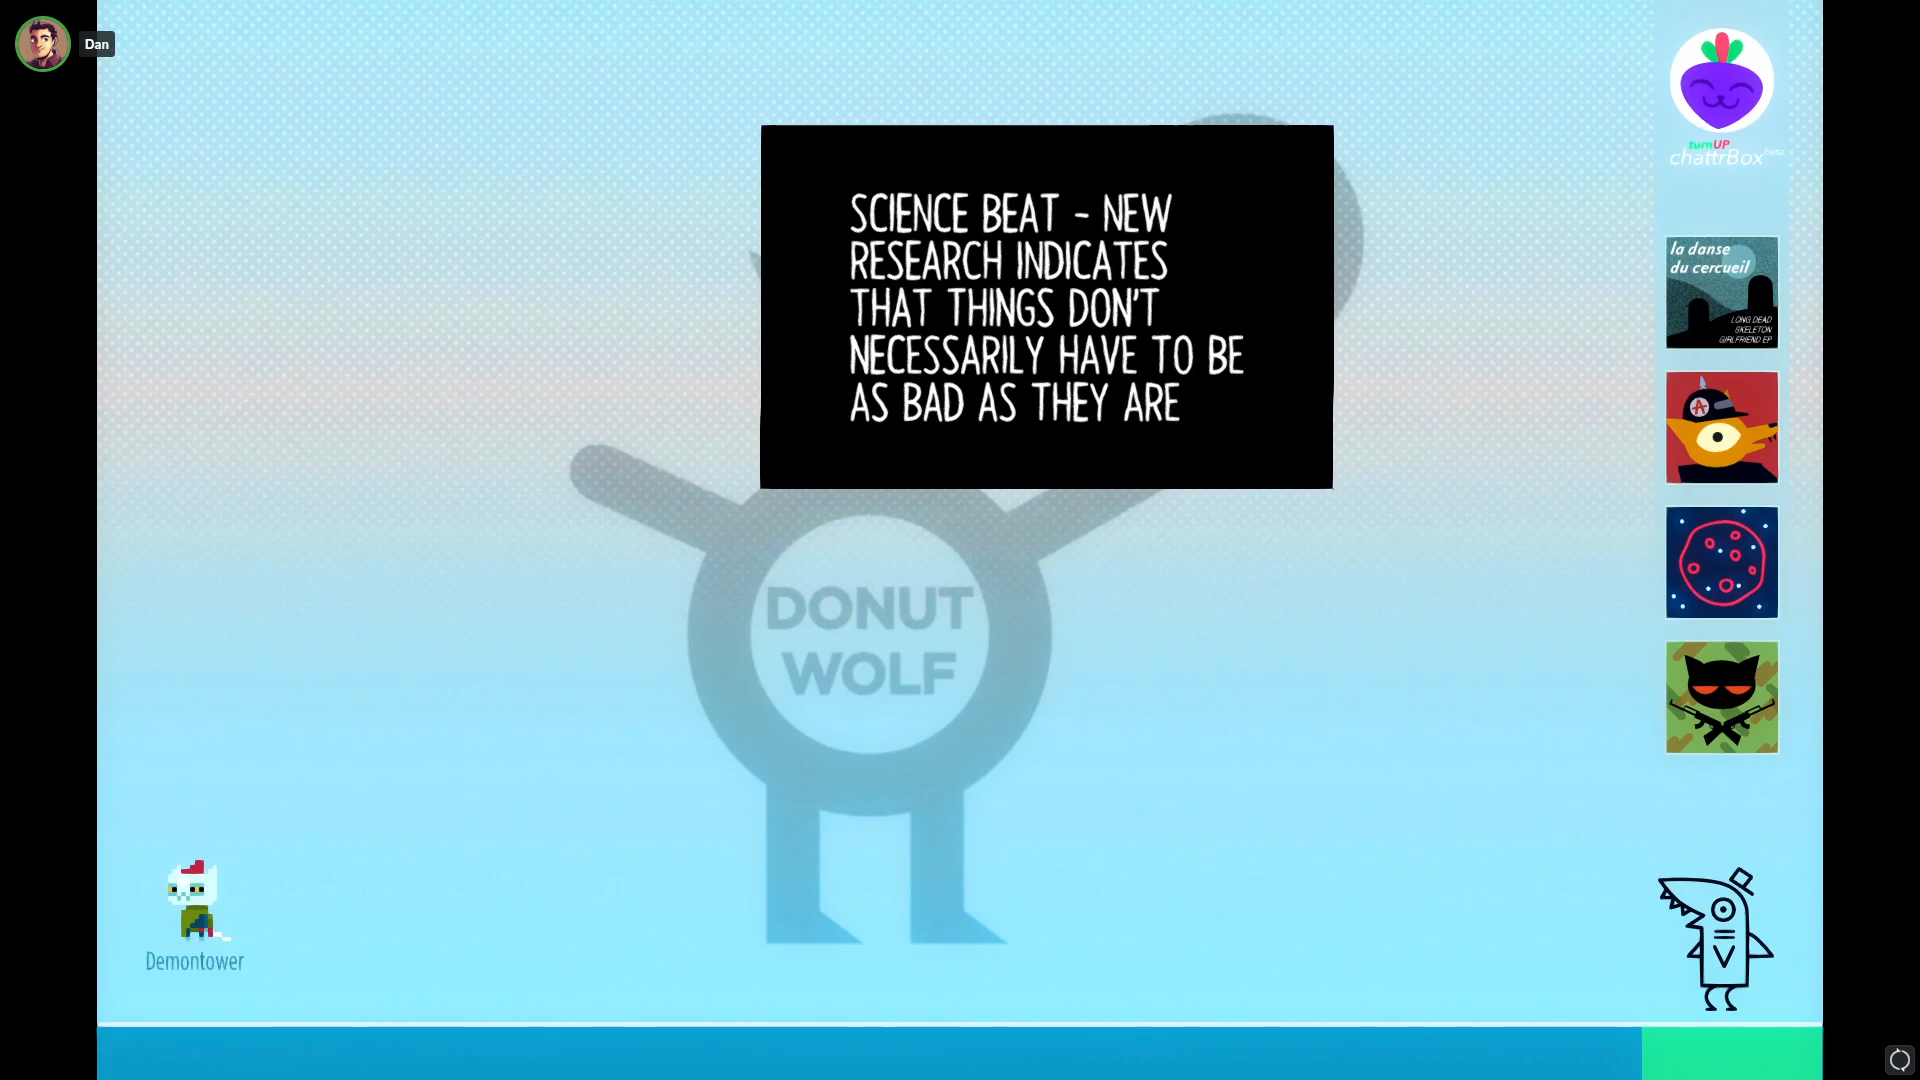 Dan
SCIENCE BEAT - NEW
RESEARCH INDICATES
THAT THINGS DON'T
NECESSARILY HAVE TO BE
AS BAD AS THEY ARE
DONUT
WOLF
turnUP
chattrBox beta
la danse
du cercueil
LONG DEAD
SKELETON
GIRLFRIEND EP
A
Demontower